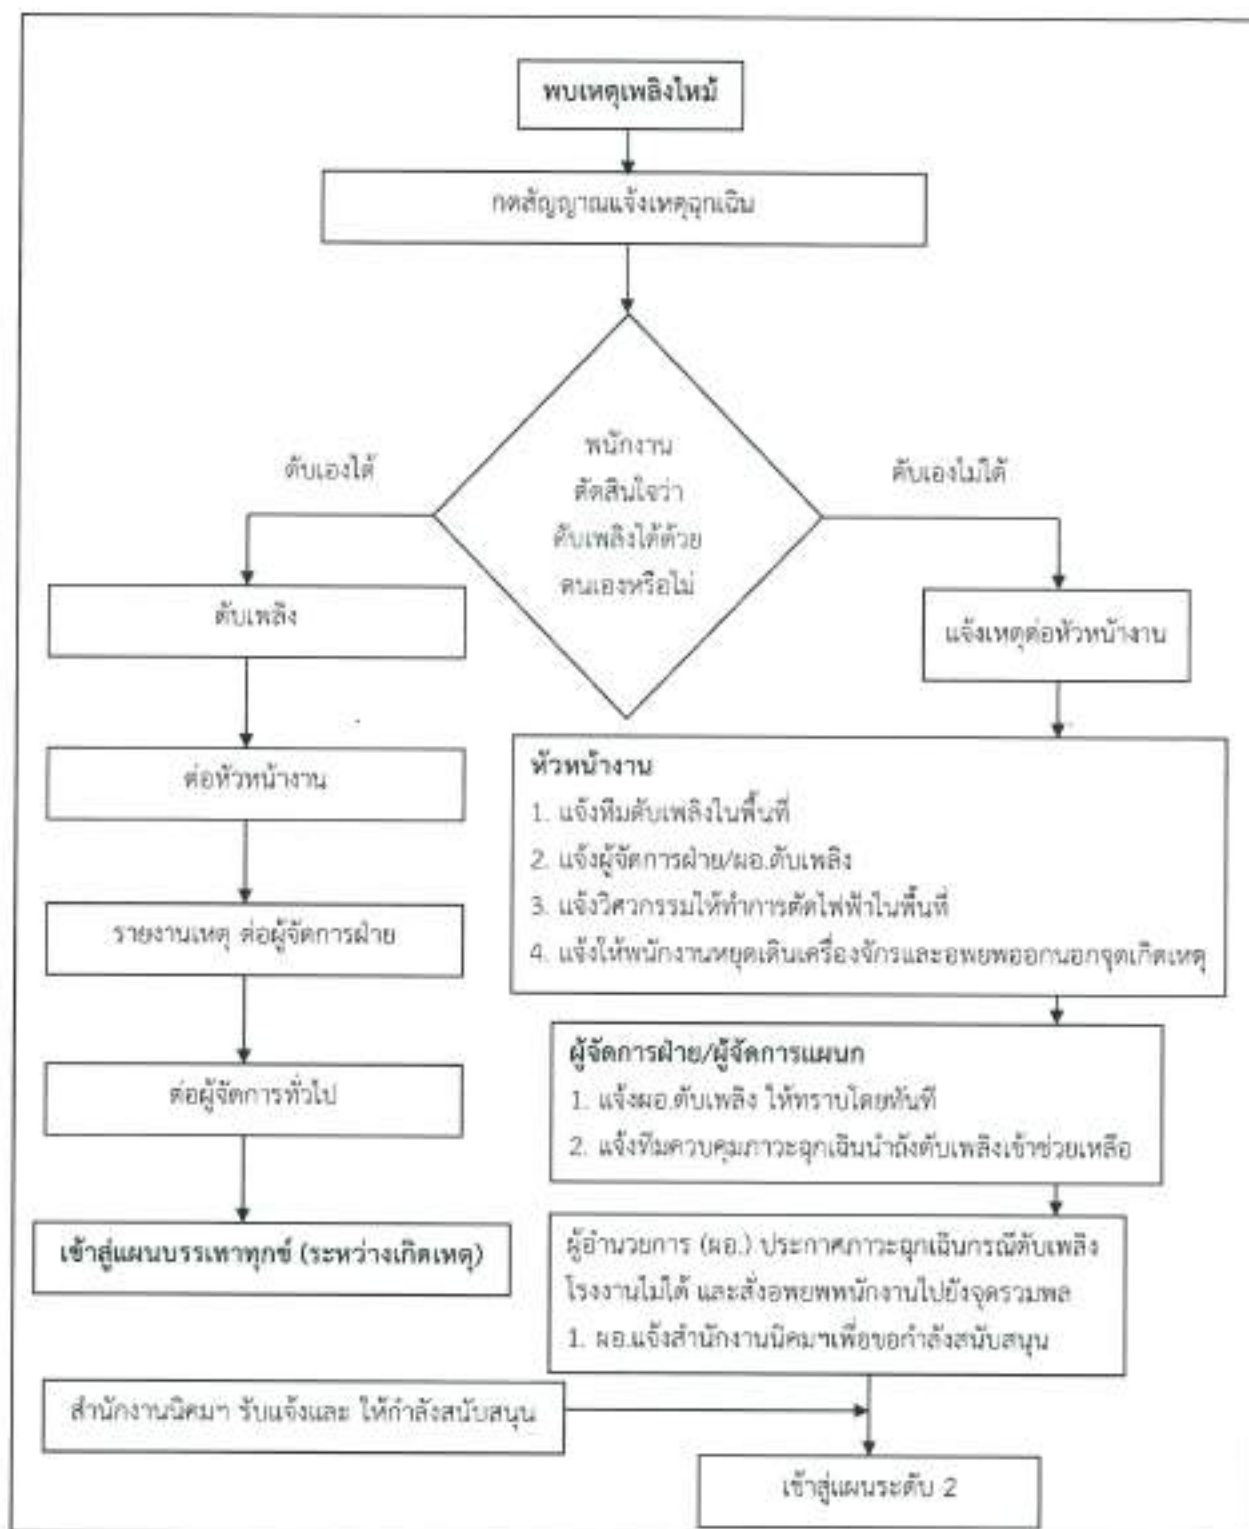 พบเหตุเพลิงไหม้
กดสัญญาณแจ้งเหตุฉุกเฉิน
พนักงาน
ตัดสินใจว่า
ดับเพลิงได้ด้วย
ตนเองหรือไม่
ดับเองได้
ดับเองไม่ได้
ดับเพลิง
ต่อหัวหน้างาน
รายงานเหตุ ต่อผู้จัดการฝ่าย
ต่อผู้จัดการทั่วไป
เข้าสู่แผนบรรเทาทุกข์ (ระหว่างเกิดเหตุ)
แจ้งเหตุต่อหัวหน้างาน
หัวหน้างาน
1. แจ้งทีมดับเพลิงในพื้นที่
2. แจ้งผู้จัดการฝ่าย/ผอ.ดับเพลิง
3. แจ้งวิศวกรรมให้ทำการตัดไฟฟ้าในพื้นที่
4. แจ้งให้พนักงานหยุดเดินเครื่องจักรและอพยพออกนอกจุดเกิดเหตุ
ผู้จัดการฝ่าย/ผู้จัดการแผนก
1. แจ้งผอ.ดับเพลิง ให้ทราบโดยทันที
2. แจ้งทีมควบคุมภาวะฉุกเฉินนำถังดับเพลิงเข้าช่วยเหลือ
ผู้อำนวยการ (ผอ.) ประกาศภาวะฉุกเฉินกรณีดับเพลิง
โรงงานไม่ได้ และสั่งอพยพพนักงานไปยังจุดรวมพล
1. ผอ.แจ้งสำนักงานนิคมฯเพื่อขอกำลังสนับสนุน
สำนักงานนิคมฯ รับแจ้งและ ให้กำลังสนับสนุน
เข้าสู่แผนระดับ 2